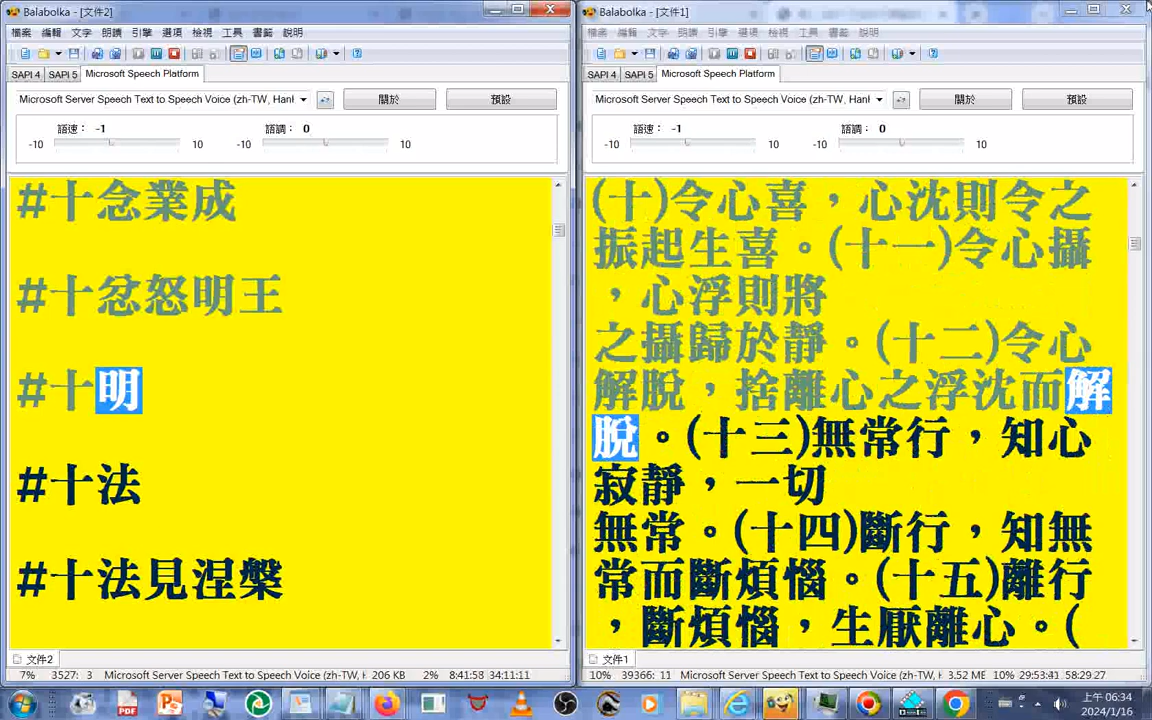 Balabolka - [文件2]
檔案 編輯 文字 朗讀 引擎 選項 檢視 工具 書籤 說明
SAPI 4 SAPI 5 Microsoft Speech Platform
Microsoft Server Speech Text to Speech Voice (zh-TW, Hanl
關於 預設
語速： -1 語調： 0
-10 10 -10 10
#十念業成
#十忿怒明王
#十明
#十法
#十法見涅槃
文件2
7% 3527: 3 Microsoft Server Speech Text to Speech Voice (zh-TW, 206 KB 2% 8:41:58 34:11:11
Balabolka - [文件1]
檔案 編輯 文字 朗讀 引擎 選項 檢視 工具 書籤 說明
SAPI 4 SAPI 5 Microsoft Speech Platform
Microsoft Server Speech Text to Speech Voice (zh-TW, Hanl
關於 預設
語速： -1 語調： 0
-10 10 -10 10
(十)令心喜，心沈則令之
振起生喜。(十一)令心攝
，心浮則將
之攝歸於靜。(十二)令心
解脫，捨離心之浮沈而解
脫。(十三)無常行，知心
寂靜，一切
無常。(十四)斷行，知無
常而斷煩惱。(十五)離行
，斷煩惱，生厭離心。(
文件1
10% 39366: 11 Microsoft Server Speech Text to Speech Voice (zh-TW, H 3.52 ME 10% 29:53:41 58:29:27
上午 06:34
2024/1/16